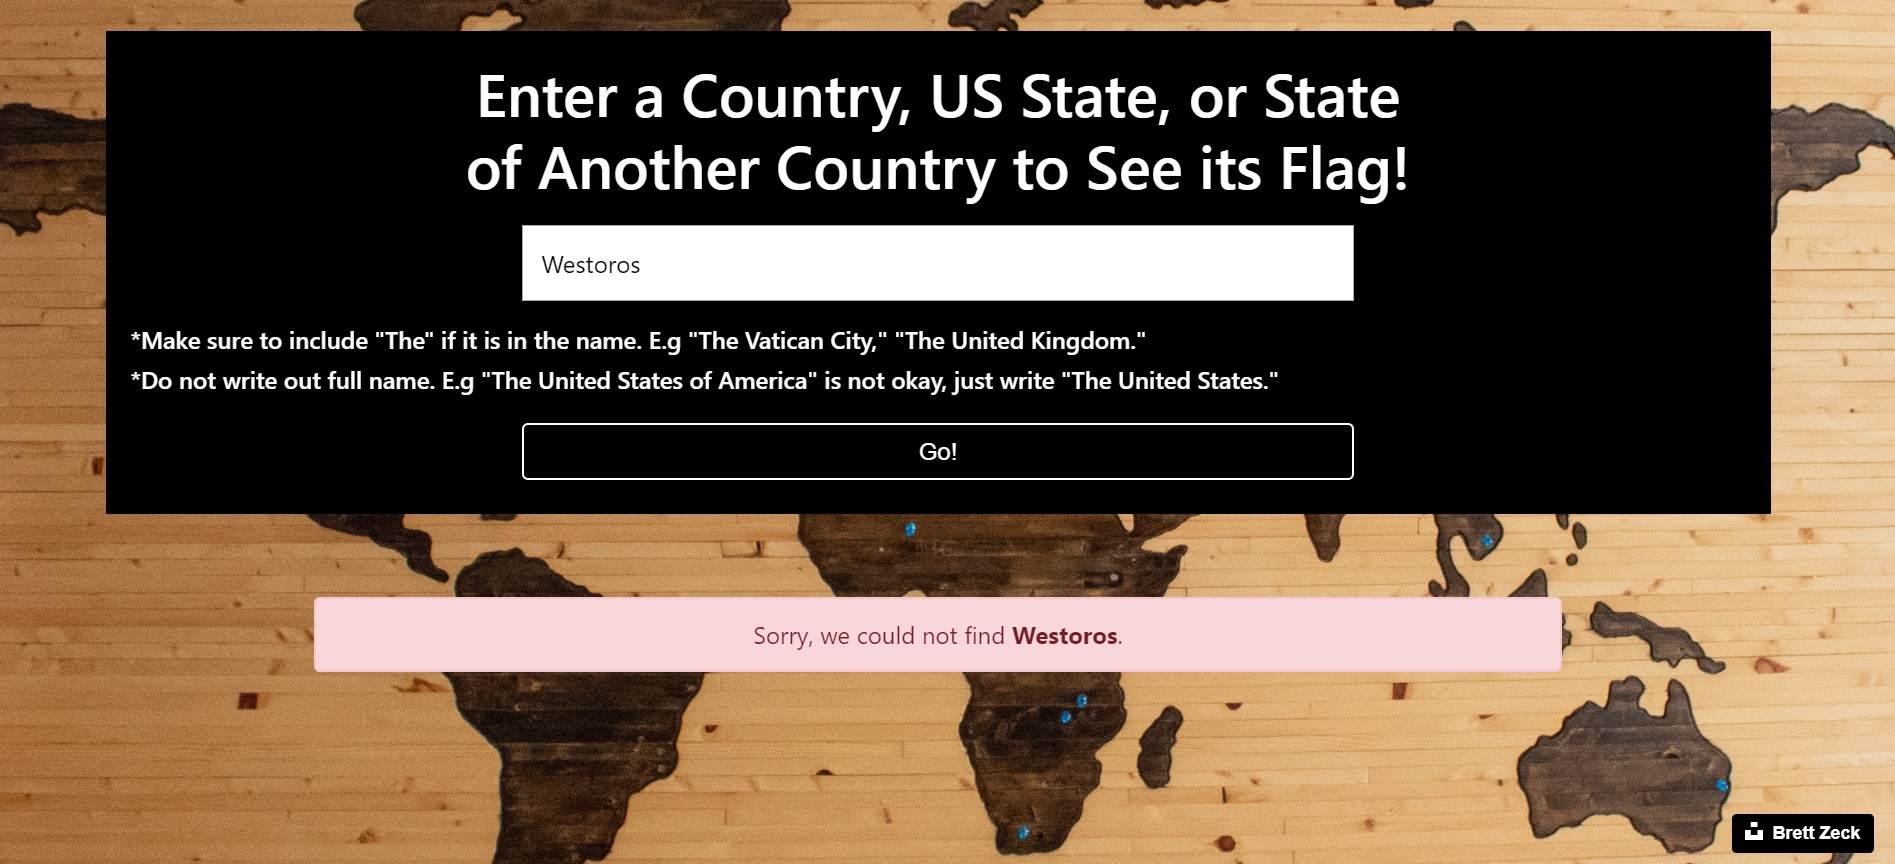 Enter a Country, US State, or State
of Another Country to See its Flag!
Westoros
*Make sure to include "The" if it is in the name. E.g "The Vatican City," "The United Kingdom."
*Do not write out full name. E.g "The United States of America" is not okay, just write "The United States."
Go!
Sorry, we could not find Westoros.
Brett Zeck